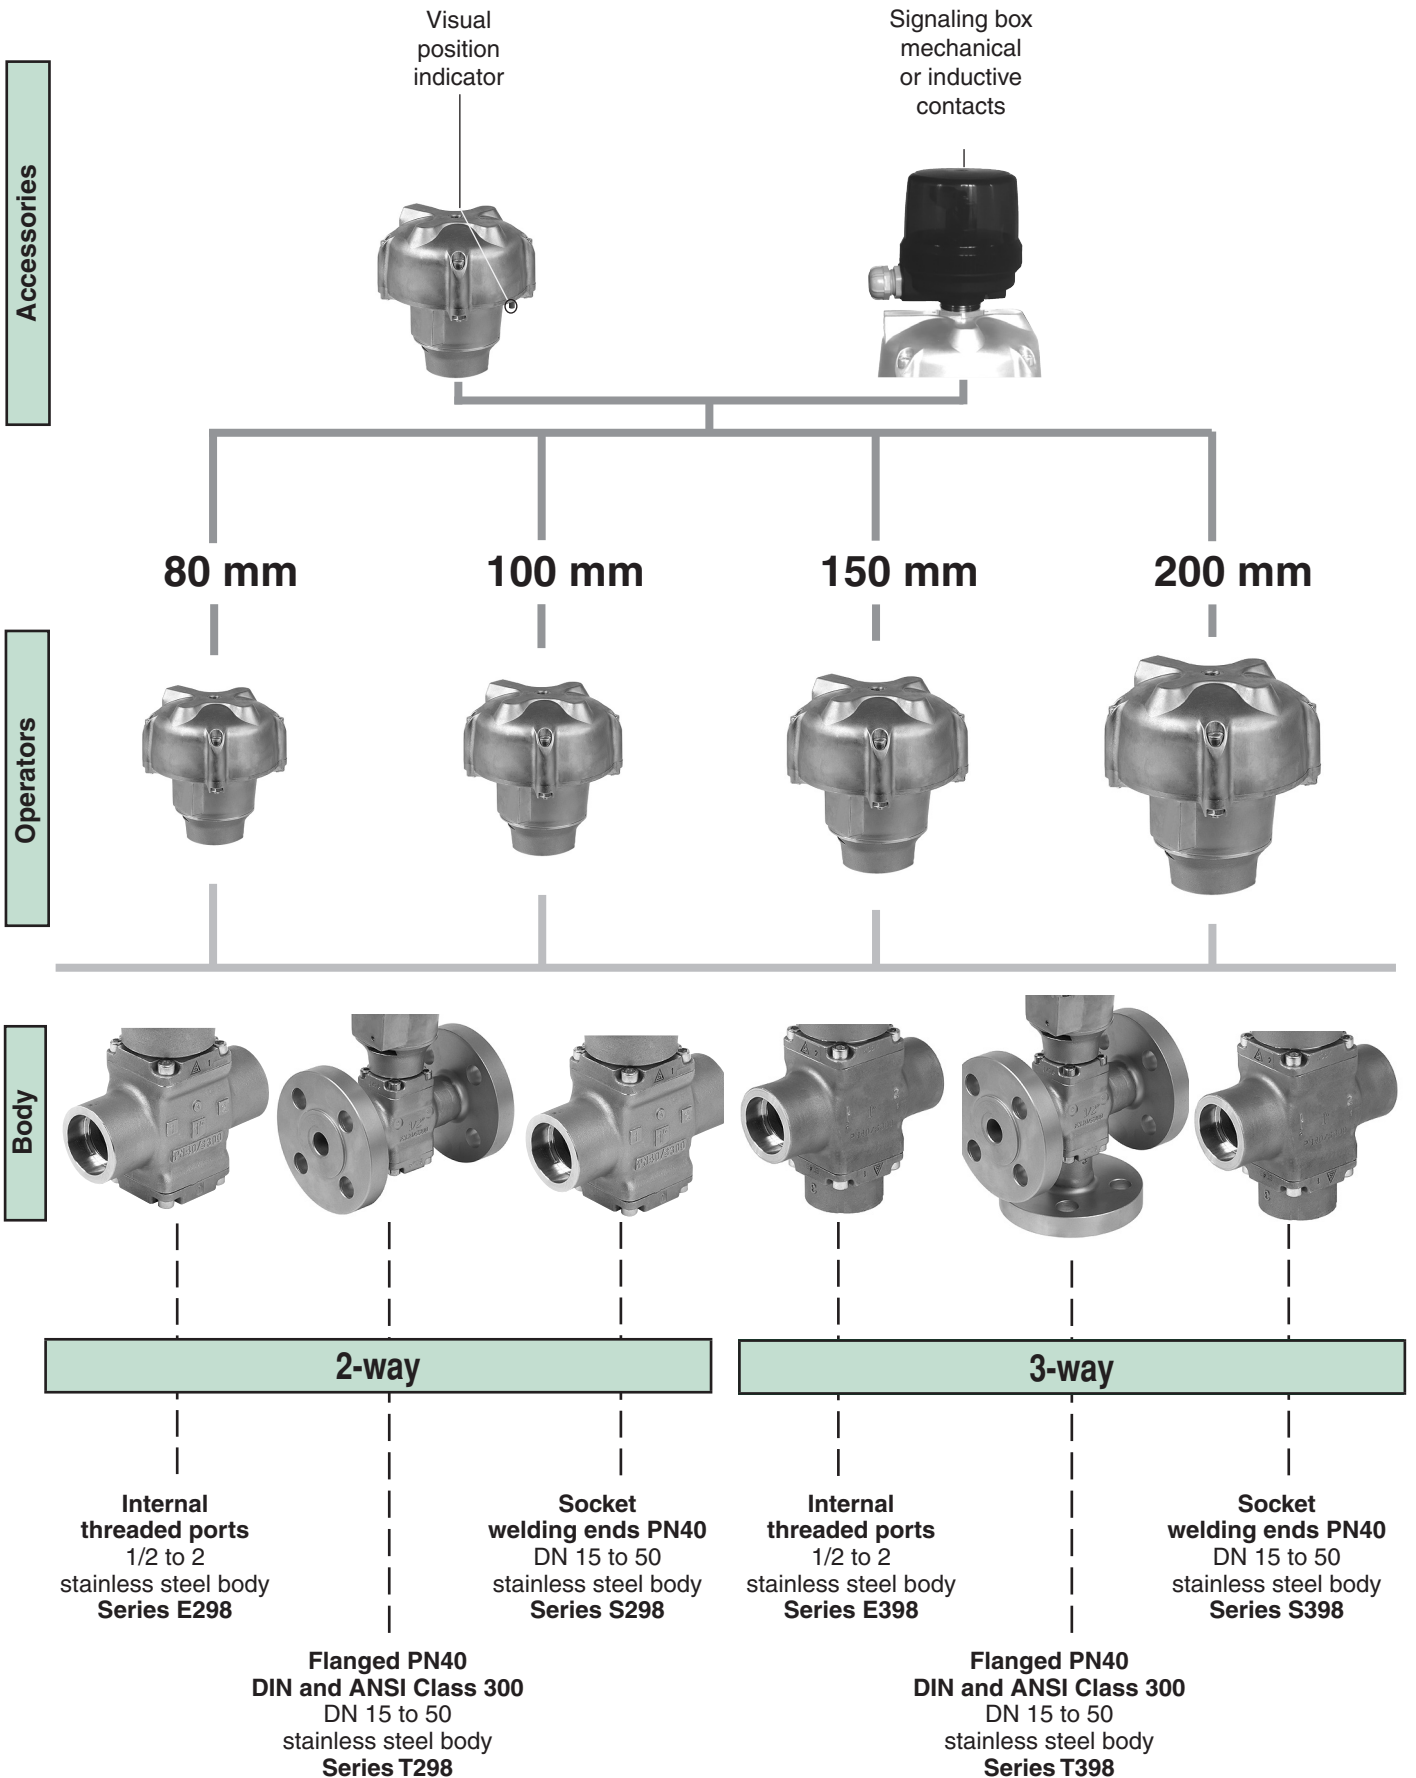 Visual
position
indicator
Signaling box
mechanical
or inductive
contacts
Accessories
80 mm
100 mm
150 mm
200 mm
Operators
Body
2-way
3-way
Internal
threaded ports
1/2 to 2
stainless steel body
Series E298
Socket
welding ends PN40
DN 15 to 50
stainless steel body
Series S298
Internal
threaded ports
1/2 to 2
stainless steel body
Series E398
Socket
welding ends PN40
DN 15 to 50
stainless steel body
Series S398
Flanged PN40
DIN and ANSI Class 300
DN 15 to 50
stainless steel body
Series T298
Flanged PN40
DIN and ANSI Class 300
DN 15 to 50
stainless steel body
Series T398